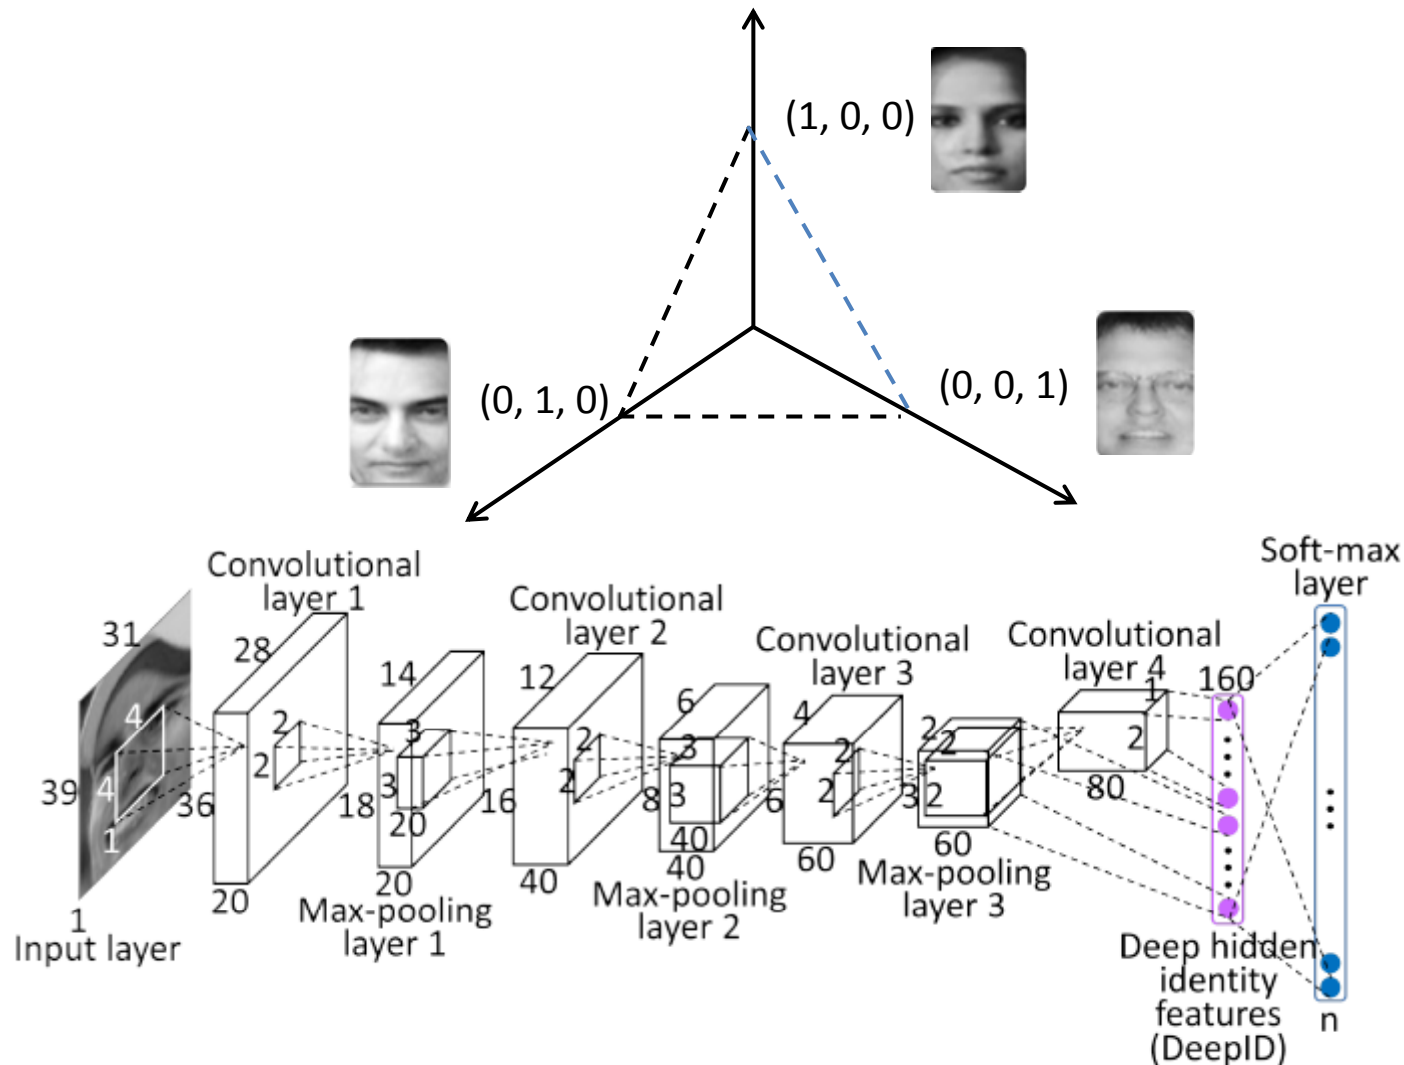 (1, 0, 0)
(0, 1, 0)
(0, 0, 1)
Convolutional
layer 1
Convolutional
layer 2
Convolutional
layer 3
Convolutional
layer 4
Soft-max
layer
31
39
4
4
1
1
Input layer
28
36
20
2
2
14
18
3
3
20
20
Max-pooling
layer 1
12
16
40
2
2
6
8
3
3
40
40
Max-pooling
layer 2
4
6
60
2
2
2
3
2
2
60
Max-pooling
layer 3
1
2
80
160
Deep hidden
identity
features
(DeepID)
n